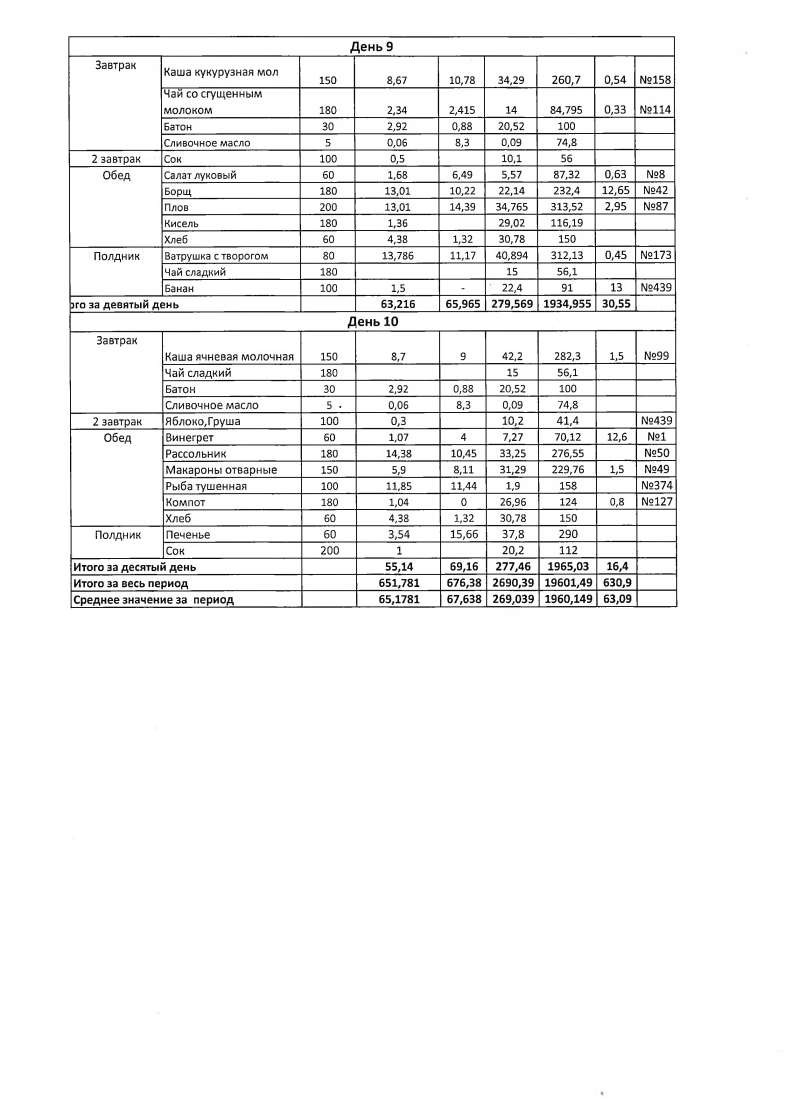 День 9
Завтрак Каша кукурузная мол 150 8,67 10,78 34,29 260,7 0,54 №158
Чай со сгущенным
молоком 180 2,34 2,415 14 84,795 0,33 №114
Батон 30 2,92 0,88 20,52 100
Сливочное масло 5 0,06 8,3 0,09 74,8
2 завтрак Сок 100 0,5 10,1 56
Обед Салат луковый 60 1,68 6,49 5,57 87,32 0,63 №8
Борщ 180 13,01 10,22 22,14 232,4 12,65 №42
Плов 200 13,01 14,39 34,765 313,52 2,95 №87
Кисель 180 1,36 29,02 116,19
Хлеб 60 4,38 1,32 30,78 150
Полдник Ватрушка с творогом 80 13,786 11,17 40,894 312,13 0,45 №173
Чай сладкий 180 15 56,1
Банан 100 1,5 - 22,4 91 13 №439
ого за девятый день 63,216 65,965 279,569 1934,955 30,55
День 10
Завтрак Каша ячневая молочная 150 8,7 9 42,2 282,3 1,5 №99
Чай сладкий 180 15 56,1
Батон 30 2,92 0,88 20,52 100
Сливочное масло 5 0,06 8,3 0,09 74,8
2 завтрак Яблоко,Груша 100 0,3 10,2 41,4 №439
Обед Винегрет 60 1,07 4 7,27 70,12 12,6 №1
Рассольник 180 14,38 10,45 33,25 276,55 №50
Макароны отварные 150 5,9 8,11 31,29 229,76 1,5 №49
Рыба тушенная 100 11,85 11,44 1,9 158 №374
Компот 180 1,04 0 26,96 124 0,8 №127
Хлеб 60 4,38 1,32 30,78 150
Полдник Печенье 60 3,54 15,66 37,8 290
Сок 200 1 20,2 112
Итого за десятый день 55,14 69,16 277,46 1965,03 16,4
Итого за весь период 651,781 676,38 2690,39 19601,49 630,9
Среднее значение за период 65,1781 67,638 269,039 1960,149 63,09